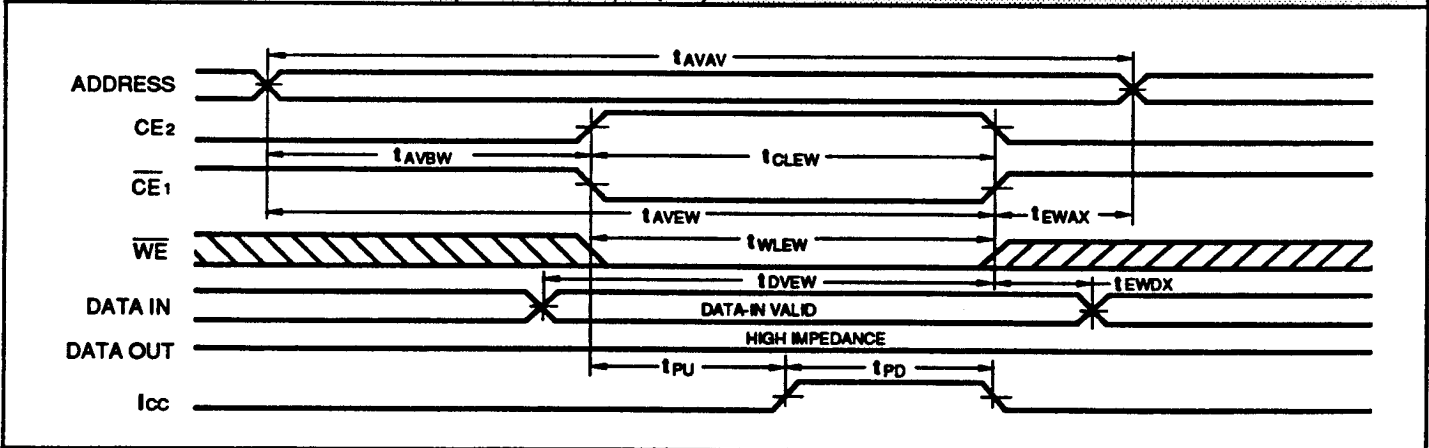 tAVAV
ADDRESS
CE2
tAVBW
tCLEW
CE1
tAVEW
tEWAX
WE
tWLEW
tDVEW
tEWDX
DATA IN
DATA-IN VALID
HIGH IMPEDANCE
DATA OUT
tPU
tPD
Icc